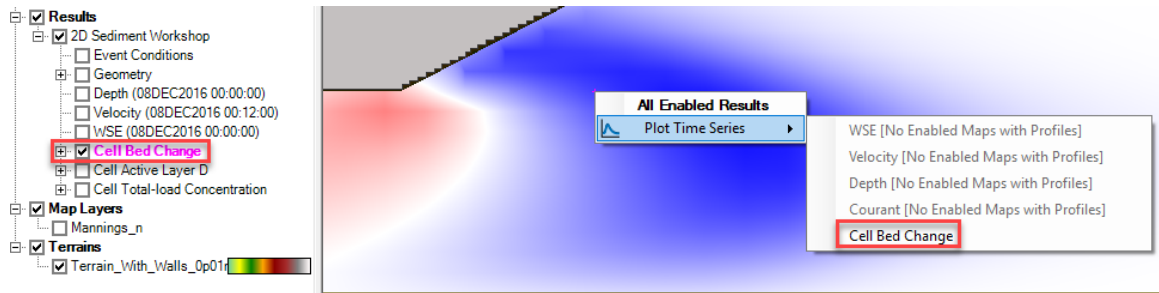 Results
2D Sediment Workshop
Event Conditions
Geometry
Depth (08DEC2016 00:00:00)
Velocity (08DEC2016 00:12:00)
WSE (08DEC2016 00:00:00)
Cell Bed Change
Cell Active Layer D
Cell Total-load Concentration
Map Layers
Mannings_n
Terrains
Terrain_With_Walls_0p01r
All Enabled Results
Plot Time Series
WSE [No Enabled Maps with Profiles]
Velocity [No Enabled Maps with Profiles]
Depth [No Enabled Maps with Profiles]
Courant [No Enabled Maps with Profiles]
Cell Bed Change